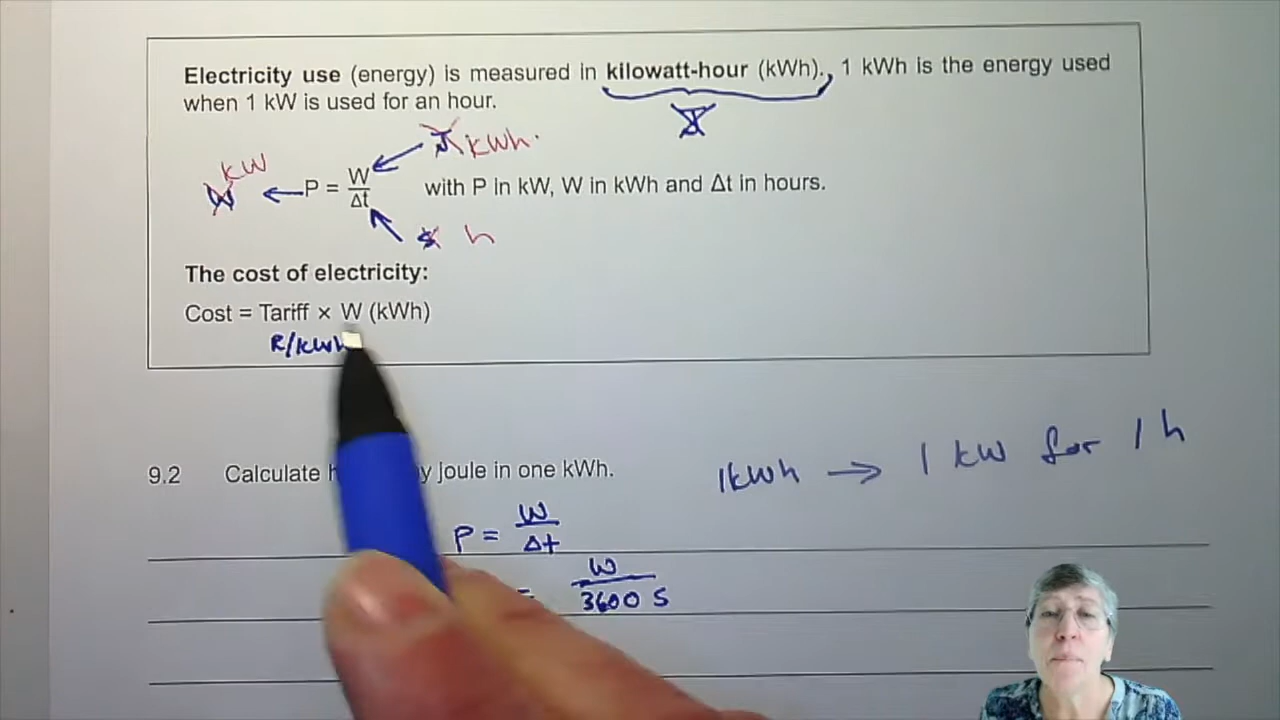 Electricity use (energy) is measured in kilowatt-hour (kWh). 1 kWh is the energy used
when 1 kW is used for an hour.
J kWh.
kW
W ← P = W/Δt with P in kW, W in kWh and Δt in hours.
s h
The cost of electricity:
Cost = Tariff × W (kWh)
R/kWh
1kWh → 1 kW for 1 h
9.2 Calculate joule in one kWh.
P = W/Δt
= W/3600 s